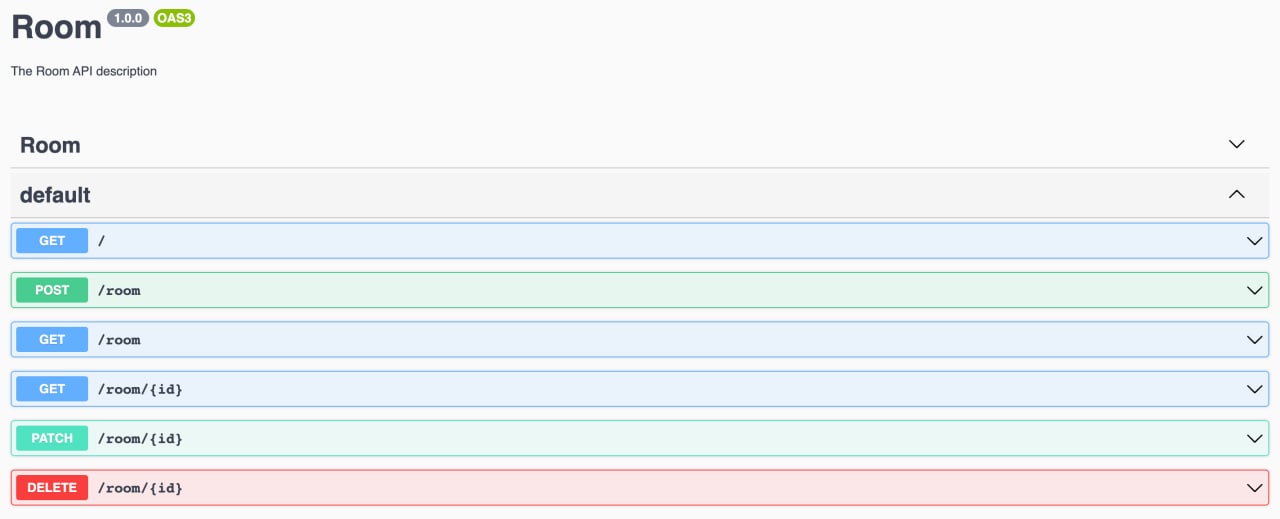 Room 1.0.0 OAS3
The Room API description
Room
default
GET /
POST /room
GET /room
GET /room/{id}
PATCH /room/{id}
DELETE /room/{id}